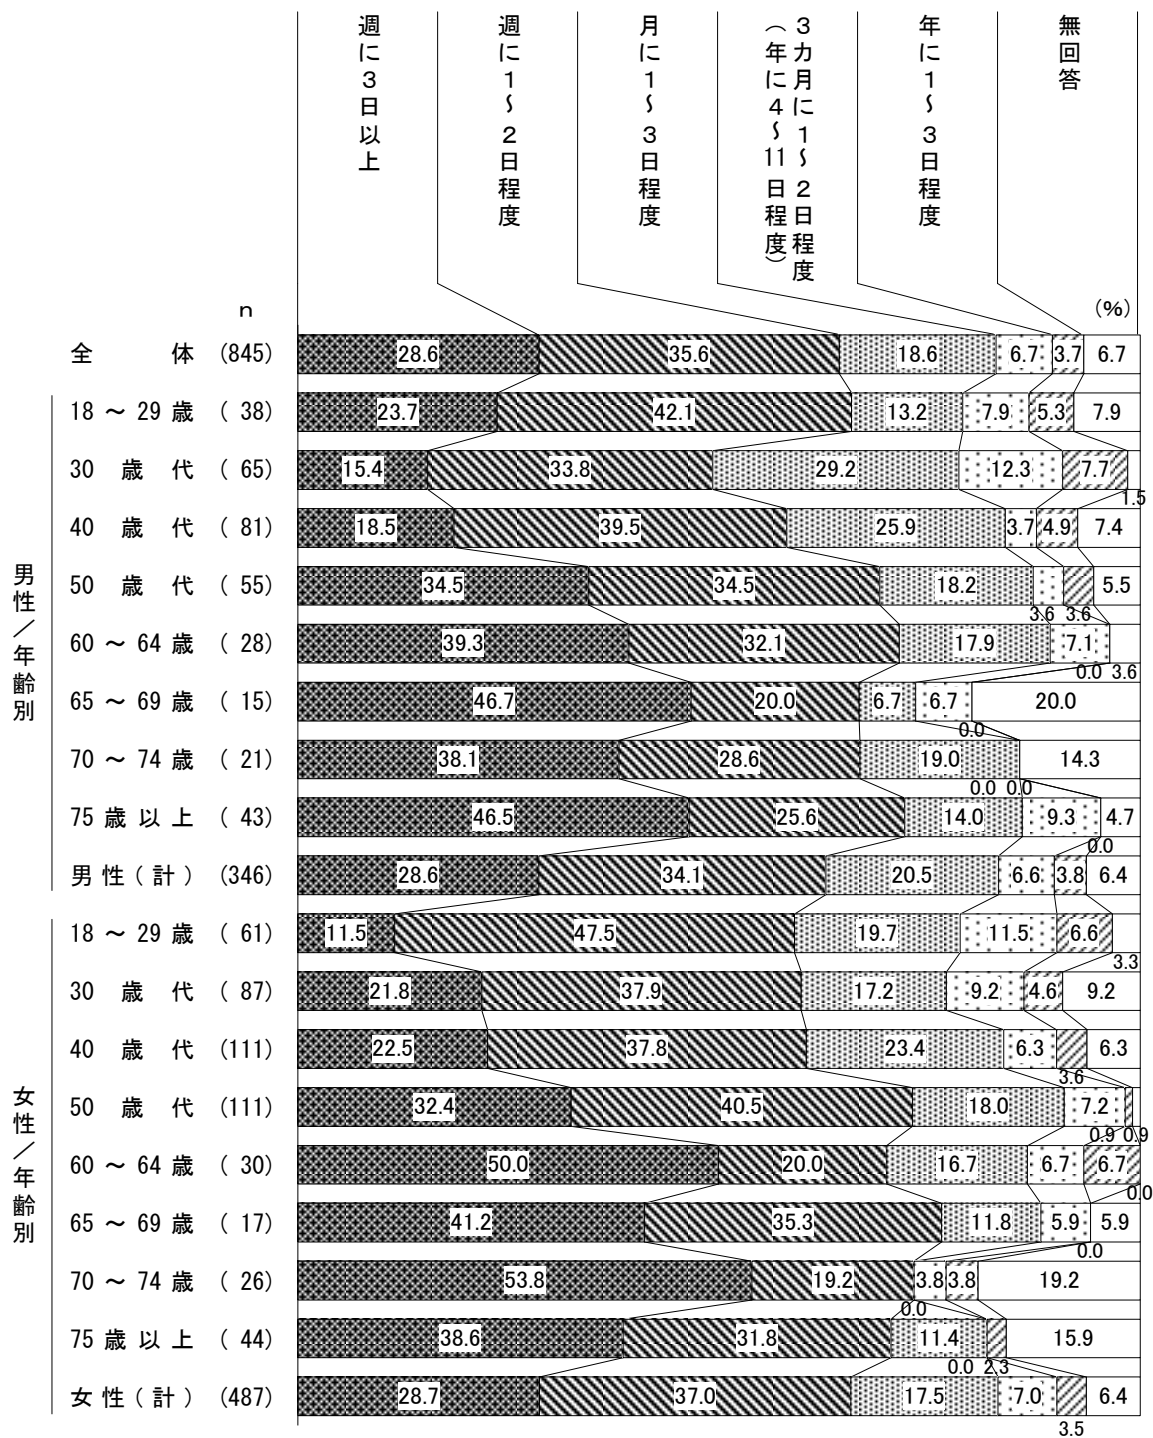 週に3日以上
週に1～2日程度
月に1～3日程度
3カ月に1～2日程度
（年に4～11日程度）
年に1～3日程度
無回答
n
(%)
全体 (845) 28.6 35.6 18.6 6.7 3.7 6.7
男性／年齢別
18～29歳 ( 38) 23.7 42.1 13.2 7.9 5.3 7.9
30歳代 ( 65) 15.4 33.8 29.2 12.3 7.7
1.5
40歳代 ( 81) 18.5 39.5 25.9 3.7 4.9 7.4
50歳代 ( 55) 34.5 34.5 18.2 5.5
3.6 3.6
60～64歳 ( 28) 39.3 32.1 17.9 7.1
0.0 3.6
65～69歳 ( 15) 46.7 20.0 6.7 6.7 20.0
0.0
70～74歳 ( 21) 38.1 28.6 19.0 14.3
0.0 0.0
75歳以上 ( 43) 46.5 25.6 14.0 9.3 4.7
0.0
男性(計) (346) 28.6 34.1 20.5 6.6 3.8 6.4
女性／年齢別
18～29歳 ( 61) 11.5 47.5 19.7 11.5 6.6
3.3
30歳代 ( 87) 21.8 37.9 17.2 9.2 4.6 9.2
40歳代 (111) 22.5 37.8 23.4 6.3 6.3
3.6
50歳代 (111) 32.4 40.5 18.0 7.2
0.9 0.9
60～64歳 ( 30) 50.0 20.0 16.7 6.7 6.7
0.0
65～69歳 ( 17) 41.2 35.3 11.8 5.9 5.9
0.0
70～74歳 ( 26) 53.8 19.2 3.8 3.8 19.2
0.0
75歳以上 ( 44) 38.6 31.8 11.4 15.9
0.0 2.3
女性(計) (487) 28.7 37.0 17.5 7.0 6.4
3.5